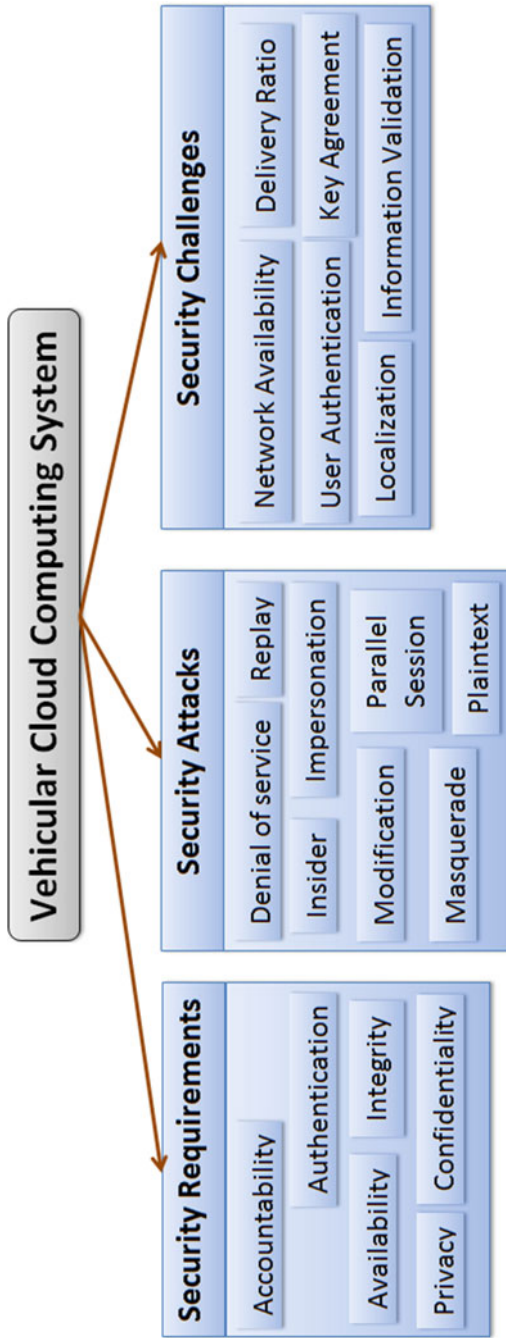 Vehicular Cloud Computing System
Security Requirements
Accountability
Authentication
Availability
Integrity
Privacy
Confidentiality
Security Attacks
Denial of service
Replay
Insider
Impersonation
Modification
Parallel
Session
Masquerade
Plaintext
Security Challenges
Network Availability
Delivery Ratio
User Authentication
Key Agreement
Localization
Information Validation